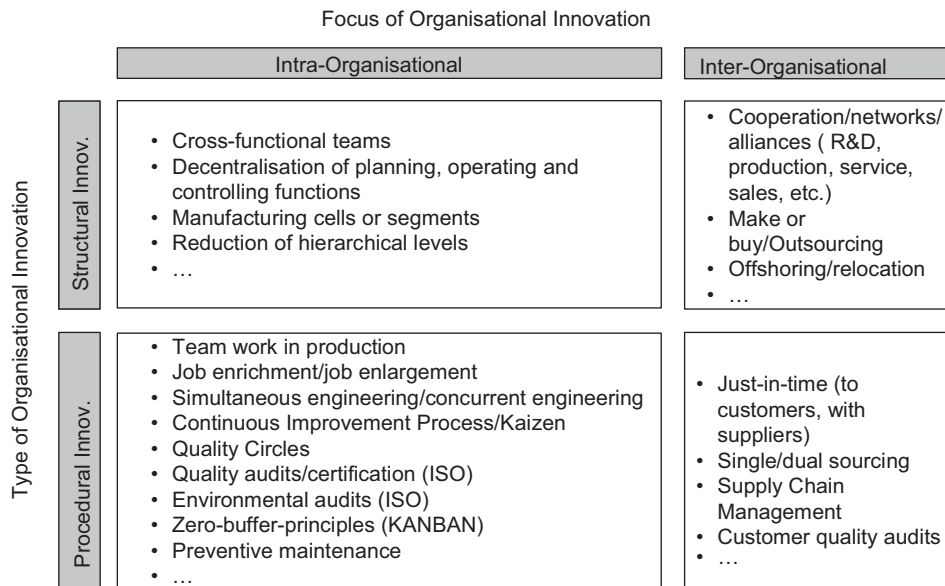 Focus of Organisational Innovation
Intra-Organisational
Inter-Organisational
Type of Organisational Innovation
Structural Innov.
• Cross-functional teams
• Decentralisation of planning, operating and
controlling functions
• Manufacturing cells or segments
• Reduction of hierarchical levels
• …
• Cooperation/networks/
alliances ( R&D,
production, service,
sales, etc.)
• Make or
buy/Outsourcing
• Offshoring/relocation
• …
Procedural Innov.
• Team work in production
• Job enrichment/job enlargement
• Simultaneous engineering/concurrent engineering
• Continuous Improvement Process/Kaizen
• Quality Circles
• Quality audits/certification (ISO)
• Environmental audits (ISO)
• Zero-buffer-principles (KANBAN)
• Preventive maintenance
• …
• Just-in-time (to
customers, with
suppliers)
• Single/dual sourcing
• Supply Chain
Management
• Customer quality audits
• …